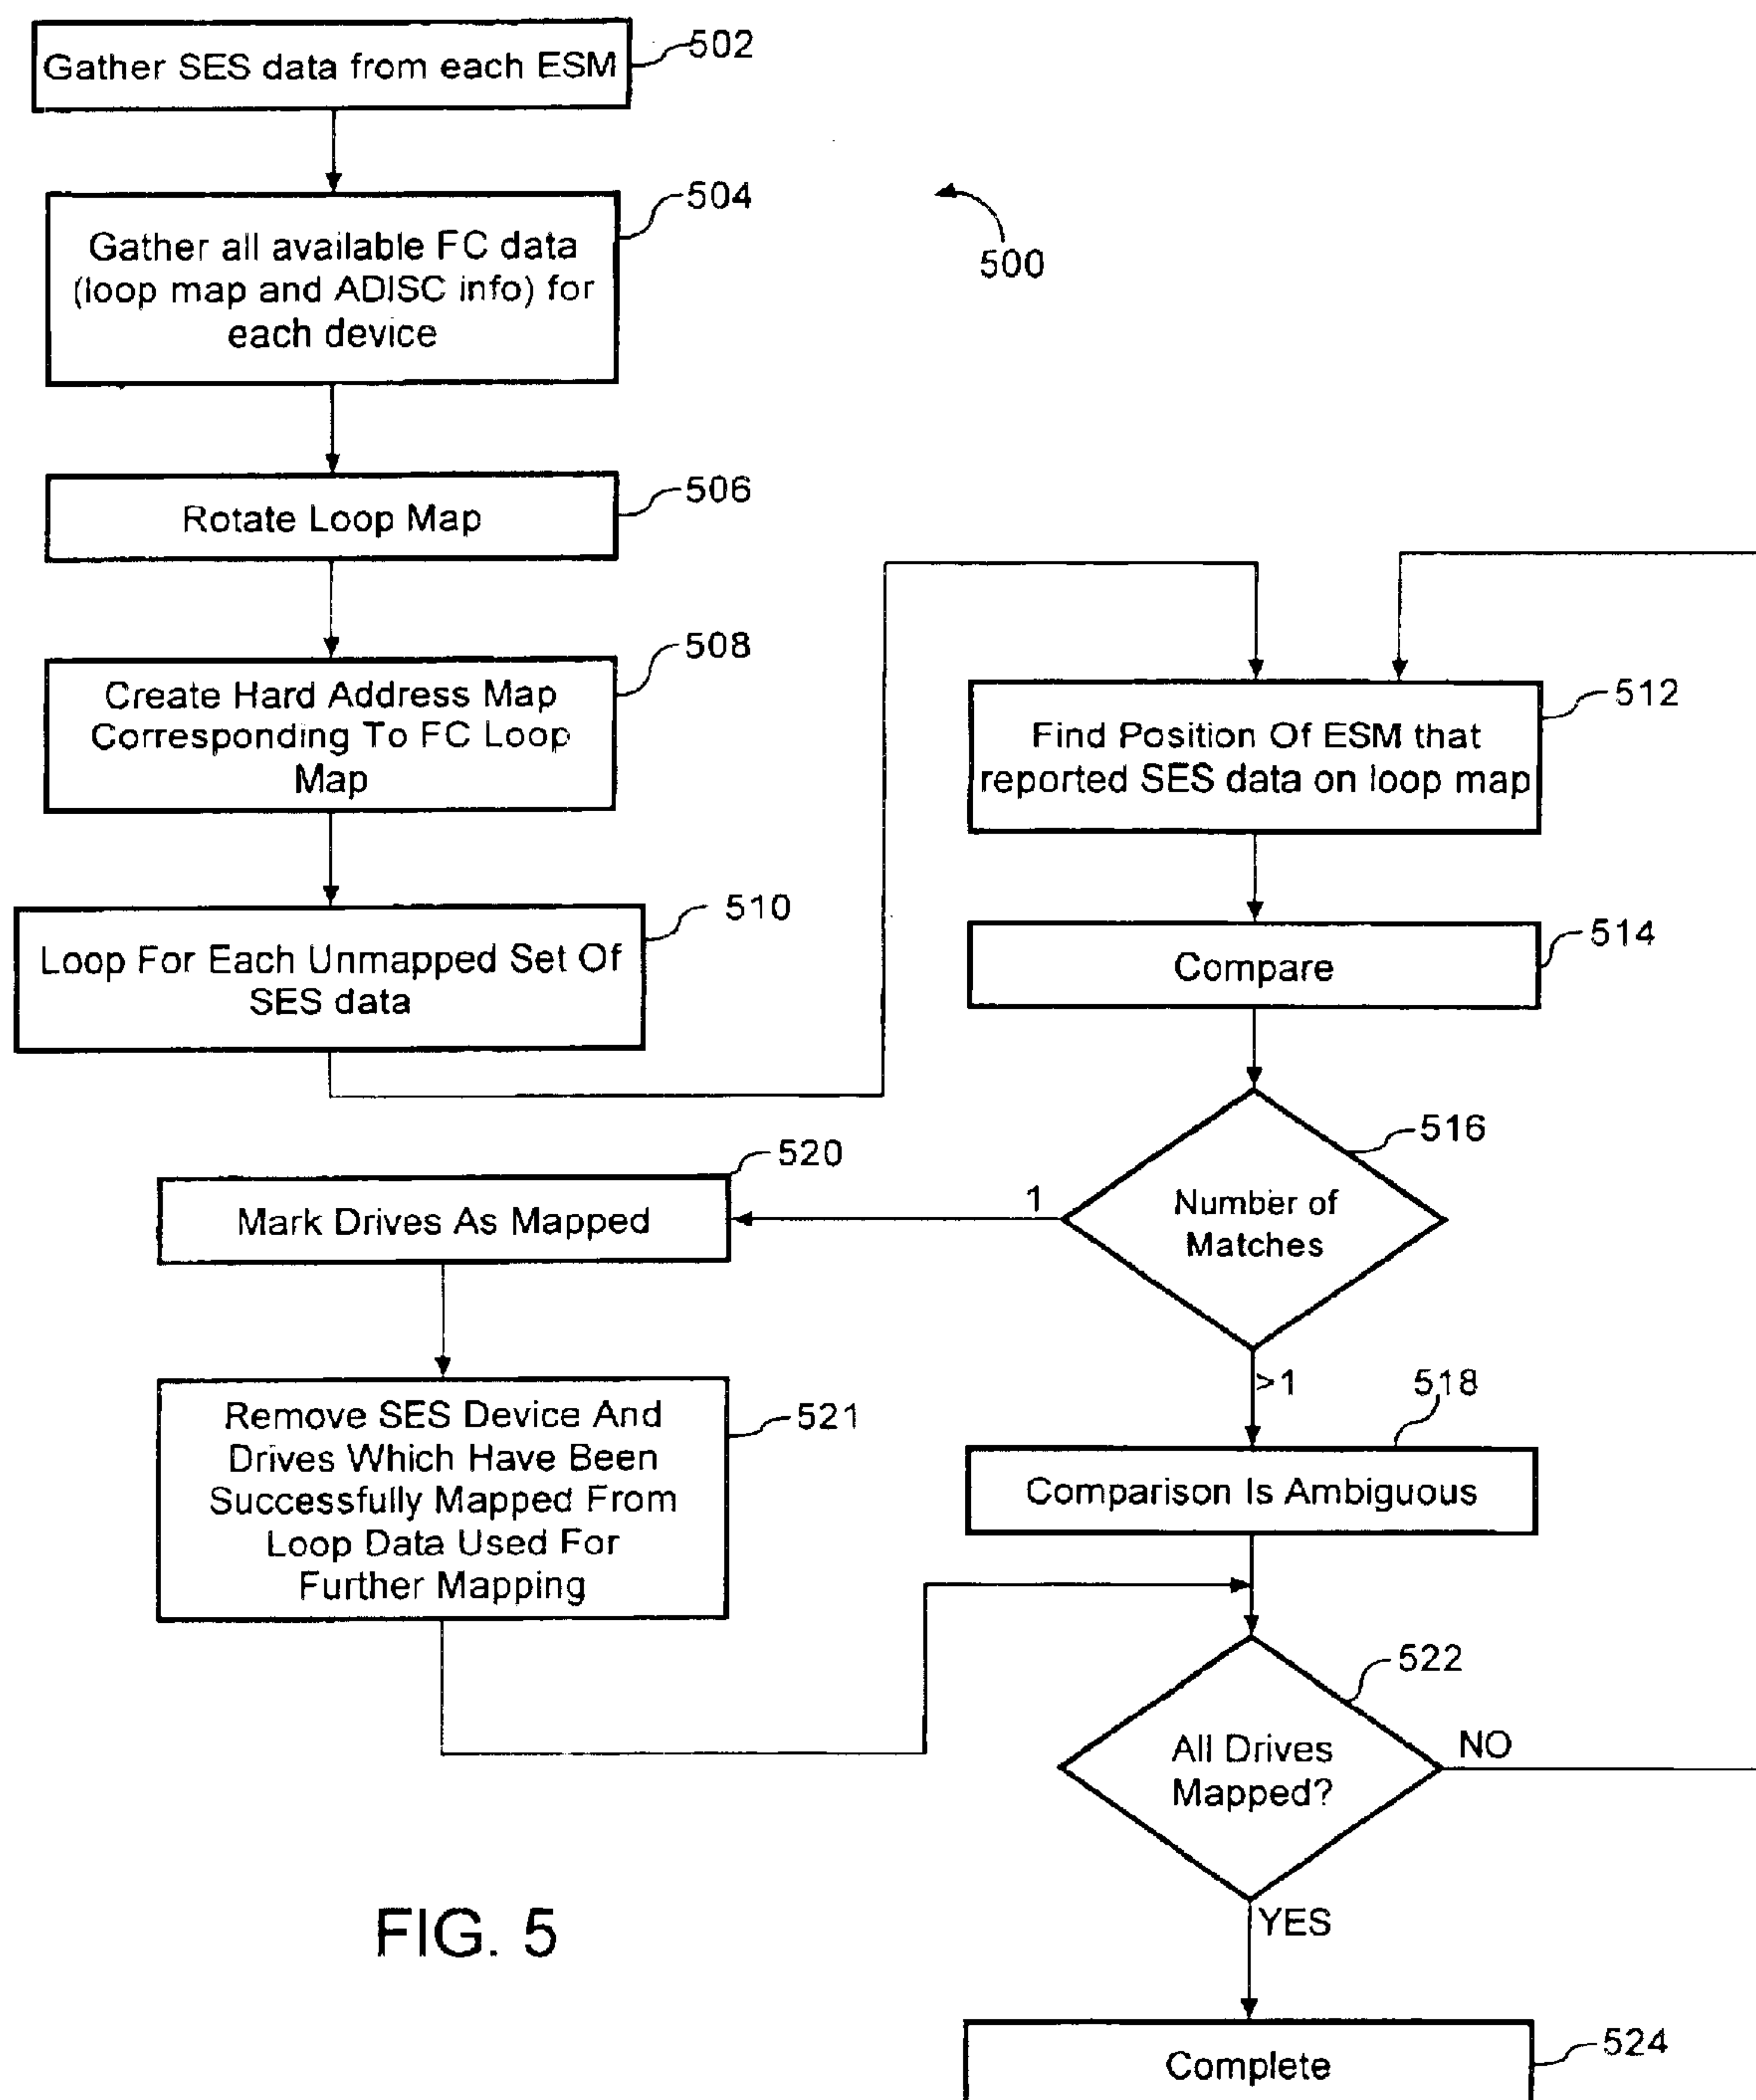 Gather SES data from each ESM
502
Gather all available FC data
(loop map and ADISC info) for
each device
504
500
Rotate Loop Map
506
Create Hard Address Map
Corresponding To FC Loop
Map
508
Loop For Each Unmapped Set Of
SES data
510
Find Position Of ESM that
reported SES data on loop map
512
Compare
514
Number of
Matches
516
1
>1
Mark Drives As Mapped
520
Remove SES Device And
Drives Which Have Been
Successfully Mapped From
Loop Data Used For
Further Mapping
521
Comparison Is Ambiguous
518
All Drives
Mapped?
522
NO
YES
Complete
524
FIG. 5